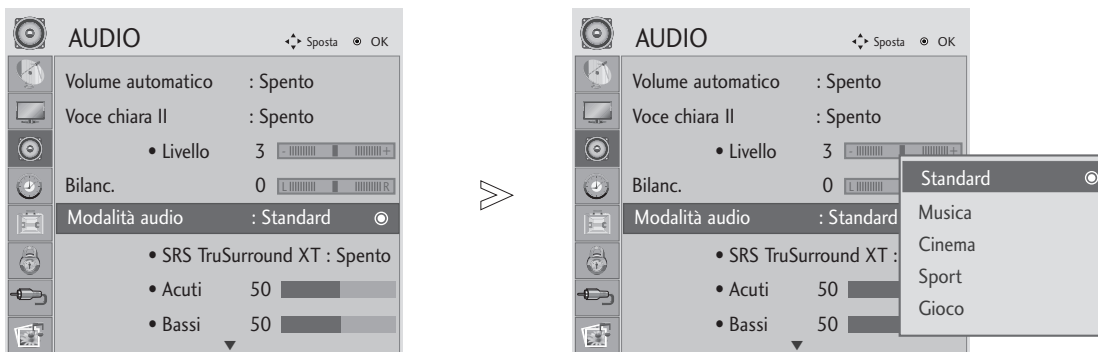 AUDIO Sposta OK
Volume automatico : Spento
Voce chiara II : Spento
• Livello 3 - +
Bilanc. 0 L R
Modalità audio : Standard
• SRS TruSurround XT : Spento
• Acuti 50
• Bassi 50
>
AUDIO Sposta OK
Volume automatico : Spento
Voce chiara II : Spento
• Livello 3 - +
Bilanc. 0 L
Modalità audio : Standard
• SRS TruSurround XT :
• Acuti 50
• Bassi 50
Standard
Musica
Cinema
Sport
Gioco